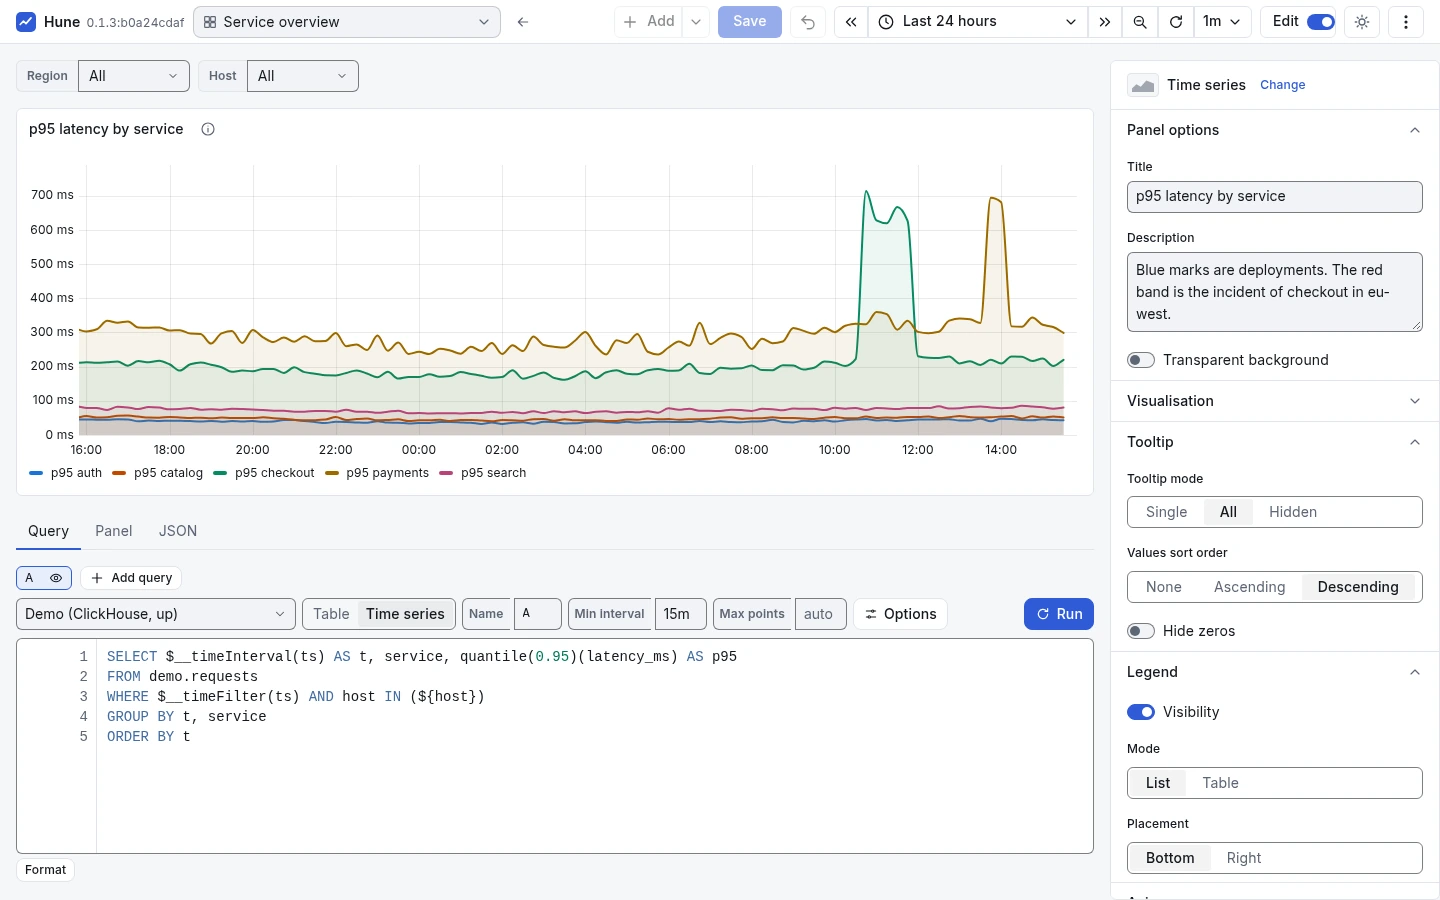 Hune 0.1.3:b0a24cdaf Service overview Add Save Last 24 hours 1m Edit
Region All Host All
p95 latency by service
700 ms
600 ms
500 ms
400 ms
300 ms
200 ms
100 ms
0 ms
16:00 18:00 20:00 22:00 00:00 02:00 04:00 06:00 08:00 10:00 12:00 14:00
p95 auth p95 catalog p95 checkout p95 payments p95 search
Query Panel JSON
A Add query
Demo (ClickHouse, up) Table Time series Name A Min interval 15m Max points auto Options Run
1 SELECT $__timeInterval(ts) AS t, service, quantile(0.95)(latency_ms) AS p95
2 FROM demo.requests
3 WHERE $__timeFilter(ts) AND host IN (${host})
4 GROUP BY t, service
5 ORDER BY t
Format
Time series Change
Panel options
Title
p95 latency by service
Description
Blue marks are deployments. The red
band is the incident of checkout in eu-
west.
Transparent background
Visualisation
Tooltip
Tooltip mode
Single All Hidden
Values sort order
None Ascending Descending
Hide zeros
Legend
Visibility
Mode
List Table
Placement
Bottom Right